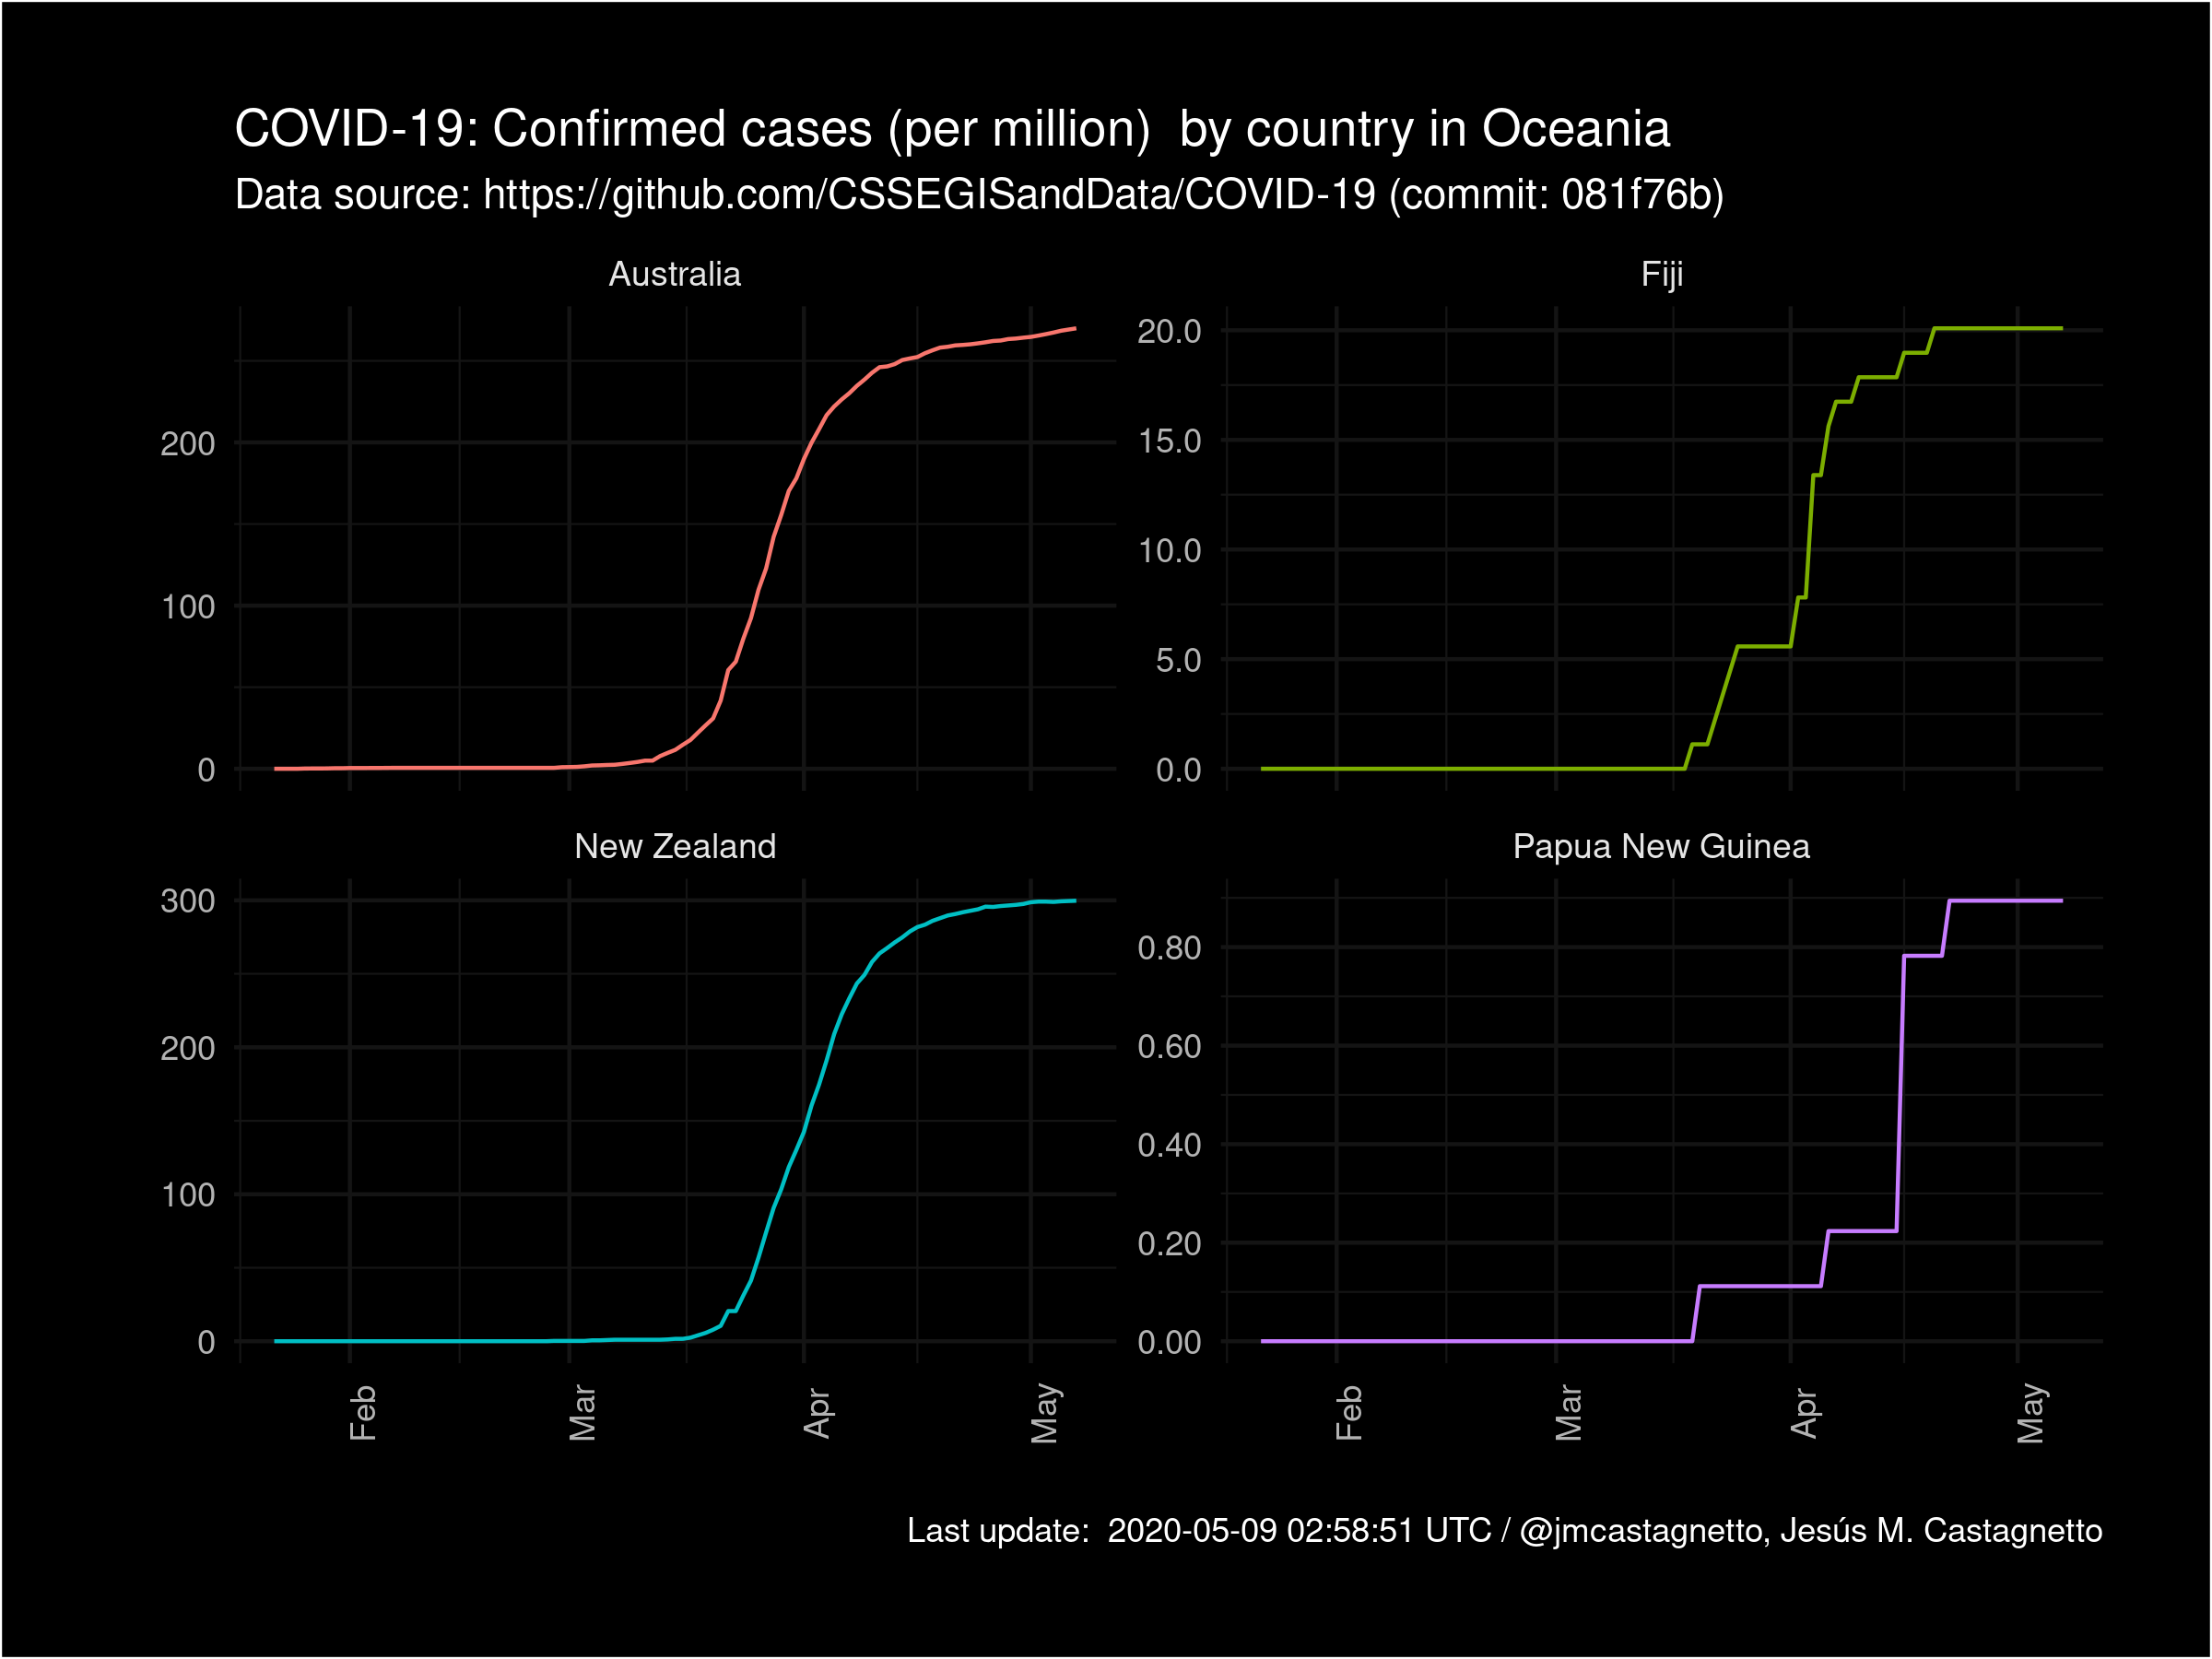 COVID-19: Confirmed cases (per million)  by country in Oceania
Data source: https://github.com/CSSEGISandData/COVID-19 (commit: 081f76b)
Australia
200
100
0
Fiji
20.0
15.0
10.0
5.0
0.0
New Zealand
300
200
100
0
Papua New Guinea
0.80
0.60
0.40
0.20
0.00
Feb Mar Apr May
Feb Mar Apr May
Last update:  2020-05-09 02:58:51 UTC / @jmcastagnetto, Jesús M. Castagnetto